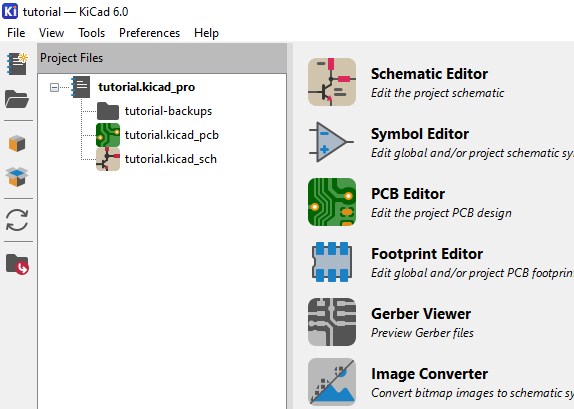 Ki tutorial — KiCad 6.0
File View Tools Preferences Help
Project Files
tutorial.kicad_pro
tutorial-backups
tutorial.kicad_pcb
tutorial.kicad_sch
Schematic Editor
Edit the project schematic
Symbol Editor
Edit global and/or project schematic sy
PCB Editor
Edit the project PCB design
Footprint Editor
Edit global and/or project PCB footprin
Gerber Viewer
Preview Gerber files
Image Converter
Convert bitmap images to schematic sy